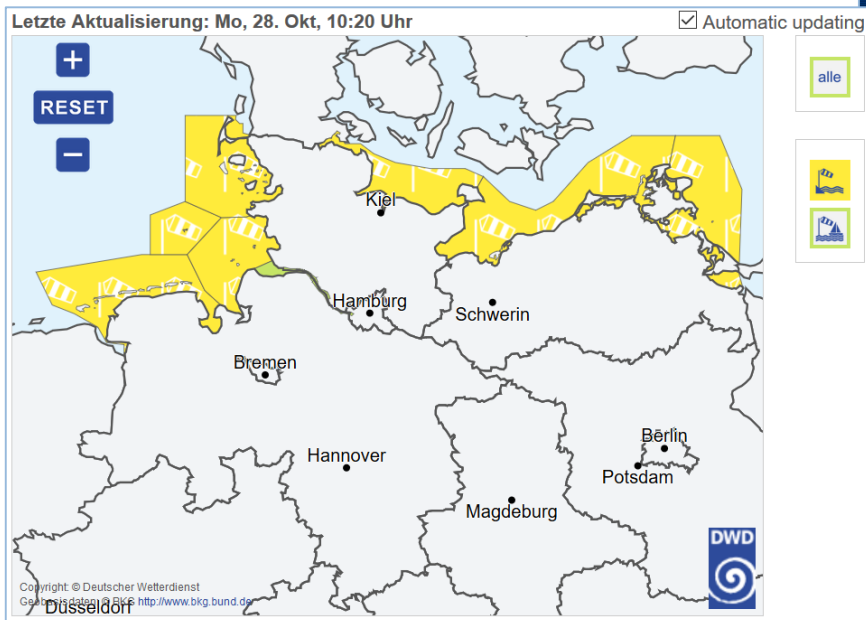 Letzte Aktualisierung: Mo, 28. Okt, 10:20 Uhr
Automatic updating
+
RESET
−
alle
Kiel
Hamburg
Schwerin
Bremen
Berlin
Hannover
Potsdam
Magdeburg
DWD
Copyright: © Deutscher Wetterdienst
Geobasisdaten: © BKG http://www.bkg.bund.de
Düsseldorf